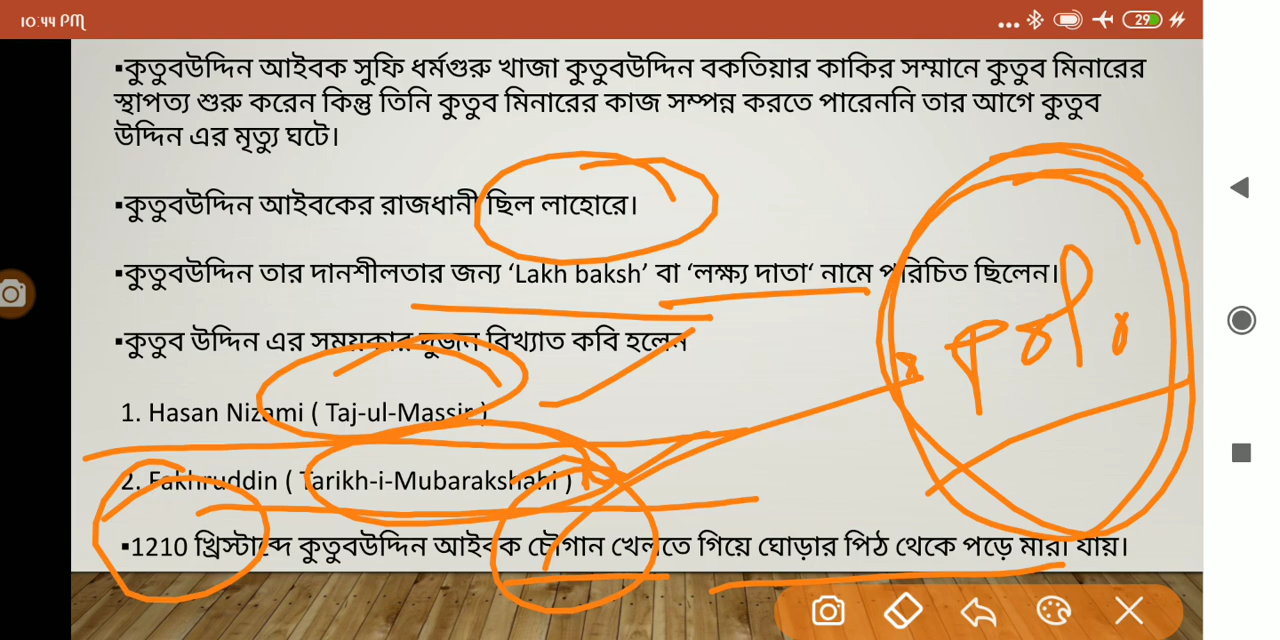 10:44 PM
29
▪কুতুবউদ্দিন আইবক সুফি ধর্মগুরু খাজা কুতুবউদ্দিন বকতিয়ার কাকির সম্মানে কুতুব মিনারের
স্থাপত্য শুরু করেন কিন্তু তিনি কুতুব মিনারের কাজ সম্পন্ন করতে পারেননি তার আগে কুতুব
উদ্দিন এর মৃত্যু ঘটে।
▪কুতুবউদ্দিন আইবকের রাজধানী ছিল লাহোরে।
▪কুতুবউদ্দিন তার দানশীলতার জন্য ‘Lakh baksh’ বা ‘লক্ষ্য দাতা‘ নামে পরিচিত ছিলেন।
▪কুতুব উদ্দিন এর সময়কার দুজন বিখ্যাত কবি হলেন
1. Hasan Nizami ( Taj-ul-Massir )
polo
2. Fakhruddin ( Tarikh-i-Mubarakshahi )
▪1210 খ্রিস্টাব্দে কুতুবউদ্দিন আইবক চৌগান খেলতে গিয়ে ঘোড়ার পিঠ থেকে পড়ে মারা যায়।